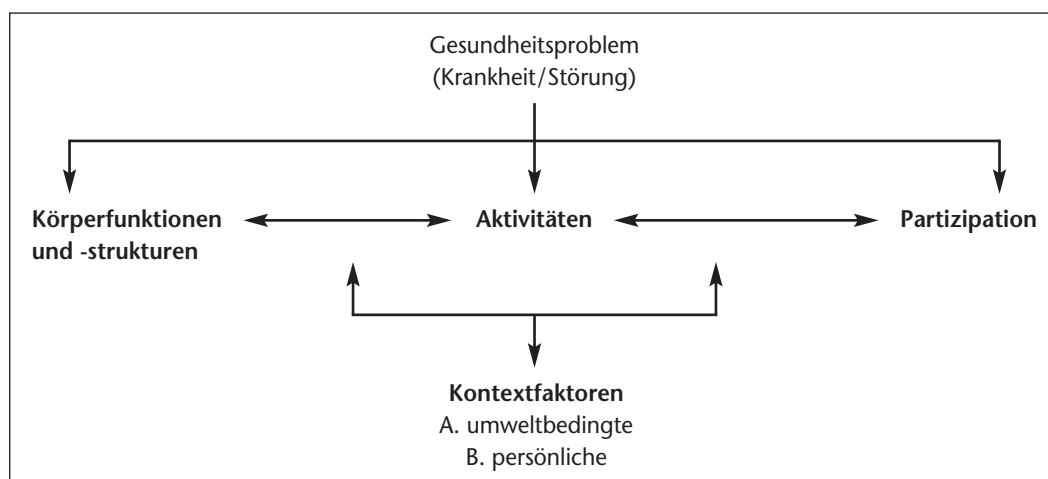 Gesundheitsproblem
(Krankheit/Störung)
Körperfunktionen
und -strukturen
Aktivitäten
Partizipation
Kontextfaktoren
A. umweltbedingte
B. persönliche